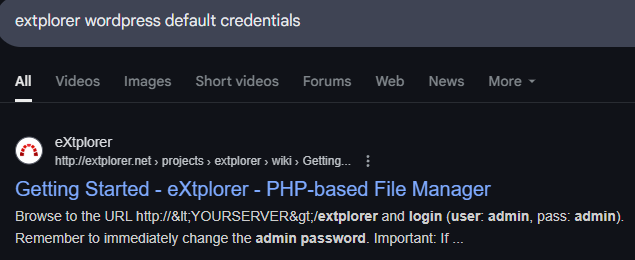 extplorer wordpress default credentials
All Videos Images Short videos Forums Web News More
eXtplorer
http://extplorer.net › projects › extplorer › wiki › Getting...
Getting Started - eXtplorer - PHP-based File Manager
Browse to the URL http://&lt;YOURSERVER&gt;/extplorer and login (user: admin, pass: admin).
Remember to immediately change the admin password. Important: If ...